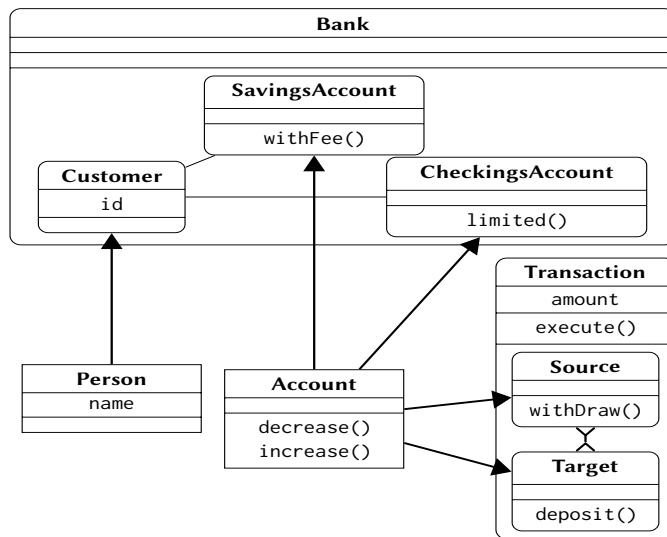 Bank
SavingsAccount
withFee()
Customer
id
CheckingsAccount
limited()
Transaction
amount
execute()
Person
name
Account
decrease()
increase()
Source
withDraw()
Target
deposit()